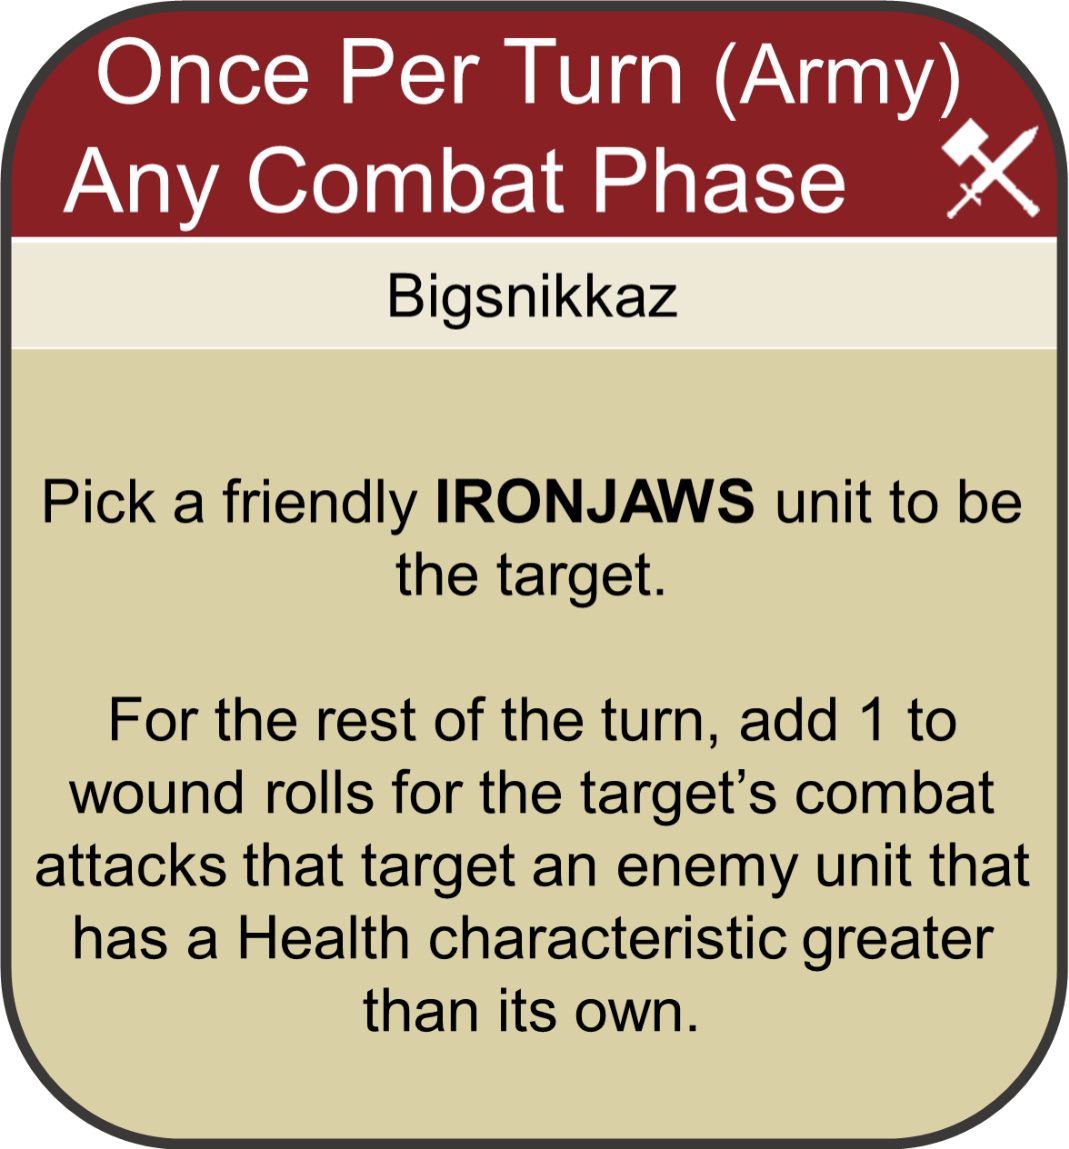 Once Per Turn (Army)
Any Combat Phase
Bigsnikkaz
Pick a friendly IRONJAWS unit to be
the target.
For the rest of the turn, add 1 to
wound rolls for the target’s combat
attacks that target an enemy unit that
has a Health characteristic greater
than its own.